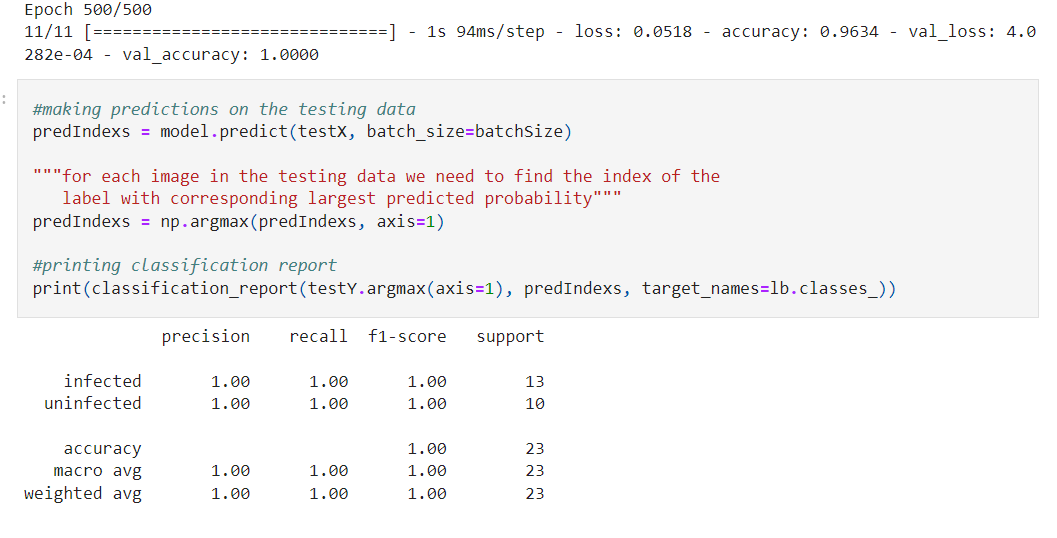 Epoch 500/500
11/11 [==============================] - 1s 94ms/step - loss: 0.0518 - accuracy: 0.9634 - val_loss: 4.0
282e-04 - val_accuracy: 1.0000
:
#making predictions on the testing data
predIndexs = model.predict(testX, batch_size=batchSize)
"""for each image in the testing data we need to find the index of the
label with corresponding largest predicted probability"""
predIndexs = np.argmax(predIndexs, axis=1)
#printing classification report
print(classification_report(testY.argmax(axis=1), predIndexs, target_names=lb.classes_))
precision recall f1-score support
infected 1.00 1.00 1.00 13
uninfected 1.00 1.00 1.00 10
accuracy 1.00 23
macro avg 1.00 1.00 1.00 23
weighted avg 1.00 1.00 1.00 23